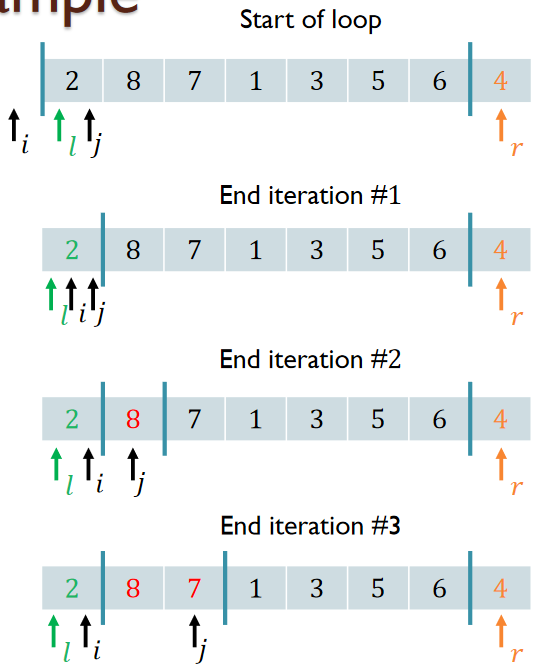 ample
Start of loop
2 8 7 1 3 5 6 4
i l j r
End iteration #1
2 8 7 1 3 5 6 4
l i j r
End iteration #2
2 8 7 1 3 5 6 4
l i j r
End iteration #3
2 8 7 1 3 5 6 4
l i j r